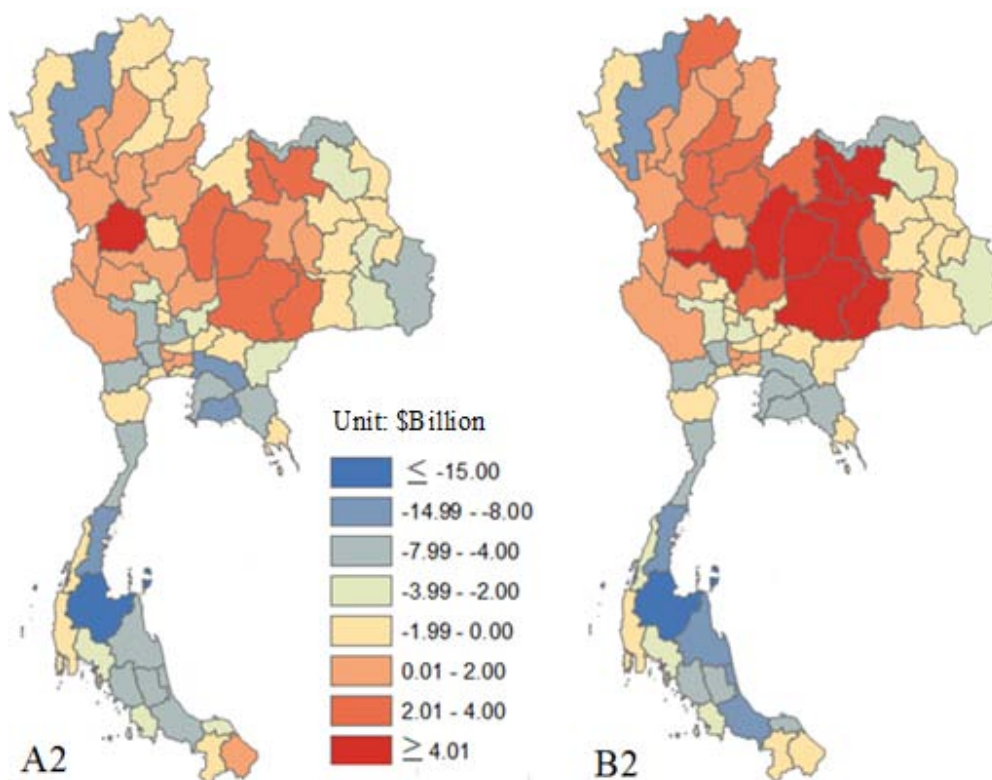 Unit: $Billion
≤ -15.00
-14.99 - -8.00
-7.99 - -4.00
-3.99 - -2.00
-1.99 - 0.00
0.01 - 2.00
2.01 - 4.00
≥ 4.01
A2
B2